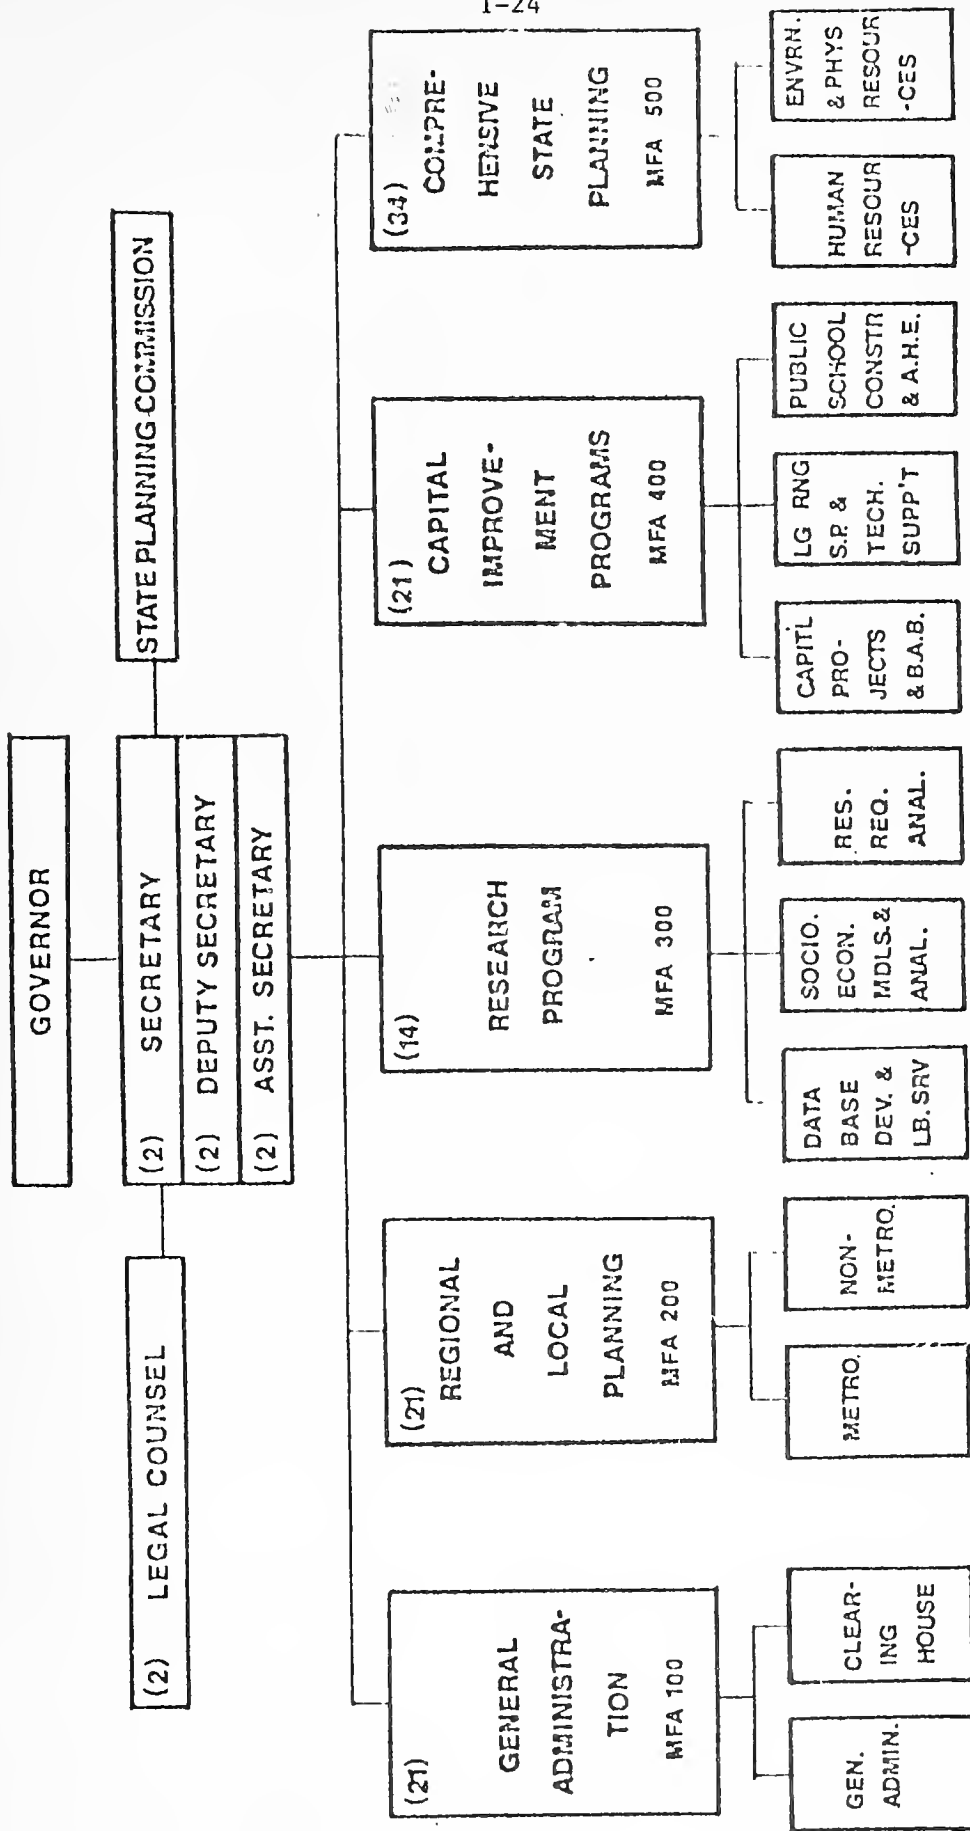 I-24
GOVERNOR
(2) LEGAL COUNSEL
(2) SECRETARY
(2) DEPUTY SECRETARY
(2) ASST. SECRETARY
STATE PLANNING COMMISSION
(21)
GENERAL
ADMINISTRA-
TION
MFA 100
(21)
REGIONAL
AND
LOCAL
PLANNING
MFA 200
(14)
RESEARCH
PROGRAM
MFA 300
(21)
CAPITAL
IMPROVE-
MENT
PROGRAMS
MFA 400
(34)
COMPRE-
HENSIVE
STATE
PLANNING
MFA 500
GEN.
ADMIN.
CLEAR-
ING
HOUSE
METRO.
NON-
METRO.
DATA
BASE
DEV. &
LB. SRV
SOCIO.
ECON.
MDLS. &
ANAL.
RES.
REQ.
ANAL.
CAPITL
PRO-
JECTS
& B.A.B.
LG RNG
S.P. &
TECH.
SUPP'T
PUBLIC
SCHOOL
CONSTR
& A.H.E.
HUMAN
RESOUR
-CES
ENVRN.
& PHYS
RESOUR
-CES